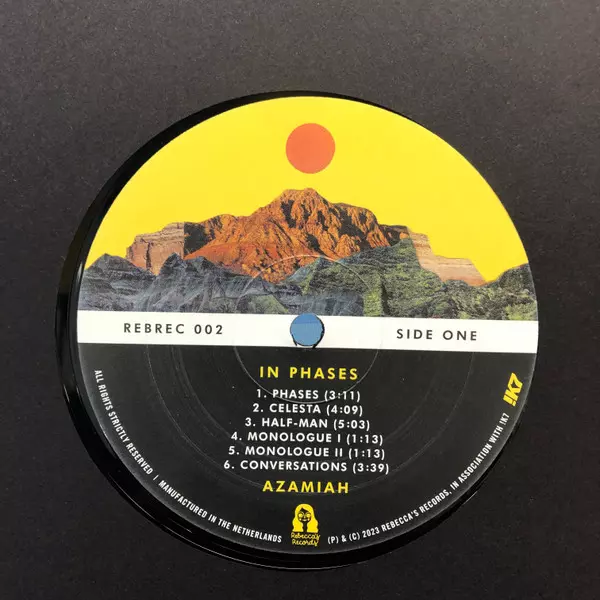 REBREC 002
SIDE ONE
IN PHASES
1. PHASES (3:11)
2. CELESTA (4:09)
3. HALF-MAN (5:03)
4. MONOLOGUE I (1:13)
5. MONOLOGUE II (1:13)
6. CONVERSATIONS (3:39)
AZAMIAH
Rebecca's
Records
!K7
ALL RIGHTS STRICTLY RESERVED | MANUFACTURED IN THE NETHERLANDS
(P) & (C) 2023 REBECCA'S RECORDS, IN ASSOCIATION WITH !K7